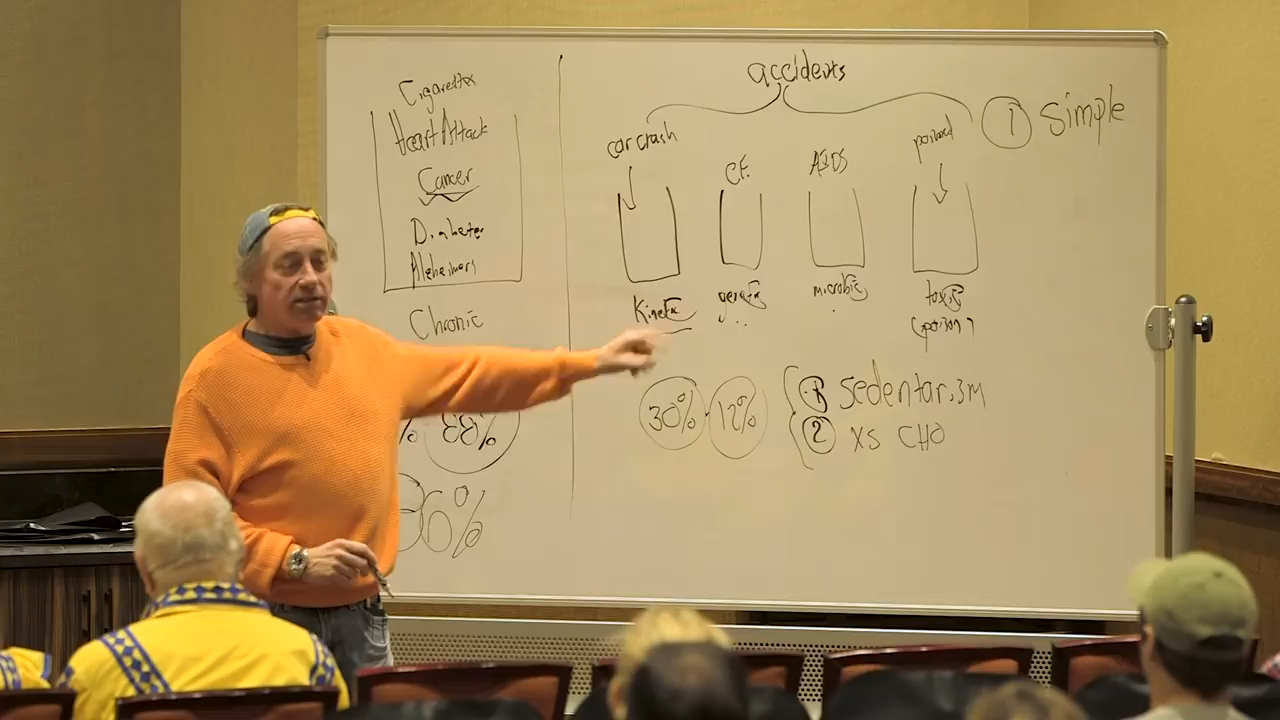 Cigarettes
Heart Attack
Cancer
Diabetes
Alzheimers
Chronic
% 88%
30%
accidents
① Simple
car crash
C.F.
AIDS
Kinetic
genetic
microbic
toxic
(poison)
30% 12%
① sedentarism
② XS CHO